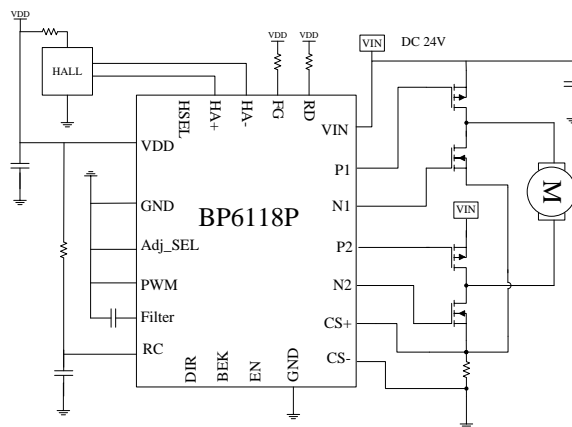 VDD
VIN
DC 24V
VDD
VDD
HALL
HSEL
HA+
HA-
FG
RD
VIN
VDD
P1
GND
BP6118P
N1
M
VIN
Adj_SEL
P2
PWM
N2
Filter
CS+
RC
CS-
DIR
BEK
EN
GND